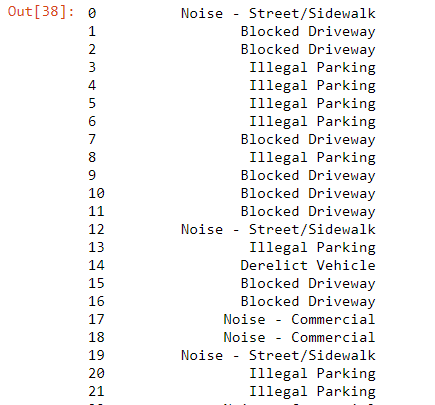 Out[38]: 0 Noise - Street/Sidewalk
1 Blocked Driveway
2 Blocked Driveway
3 Illegal Parking
4 Illegal Parking
5 Illegal Parking
6 Illegal Parking
7 Blocked Driveway
8 Illegal Parking
9 Blocked Driveway
10 Blocked Driveway
11 Blocked Driveway
12 Noise - Street/Sidewalk
13 Illegal Parking
14 Derelict Vehicle
15 Blocked Driveway
16 Blocked Driveway
17 Noise - Commercial
18 Noise - Commercial
19 Noise - Street/Sidewalk
20 Illegal Parking
21 Illegal Parking